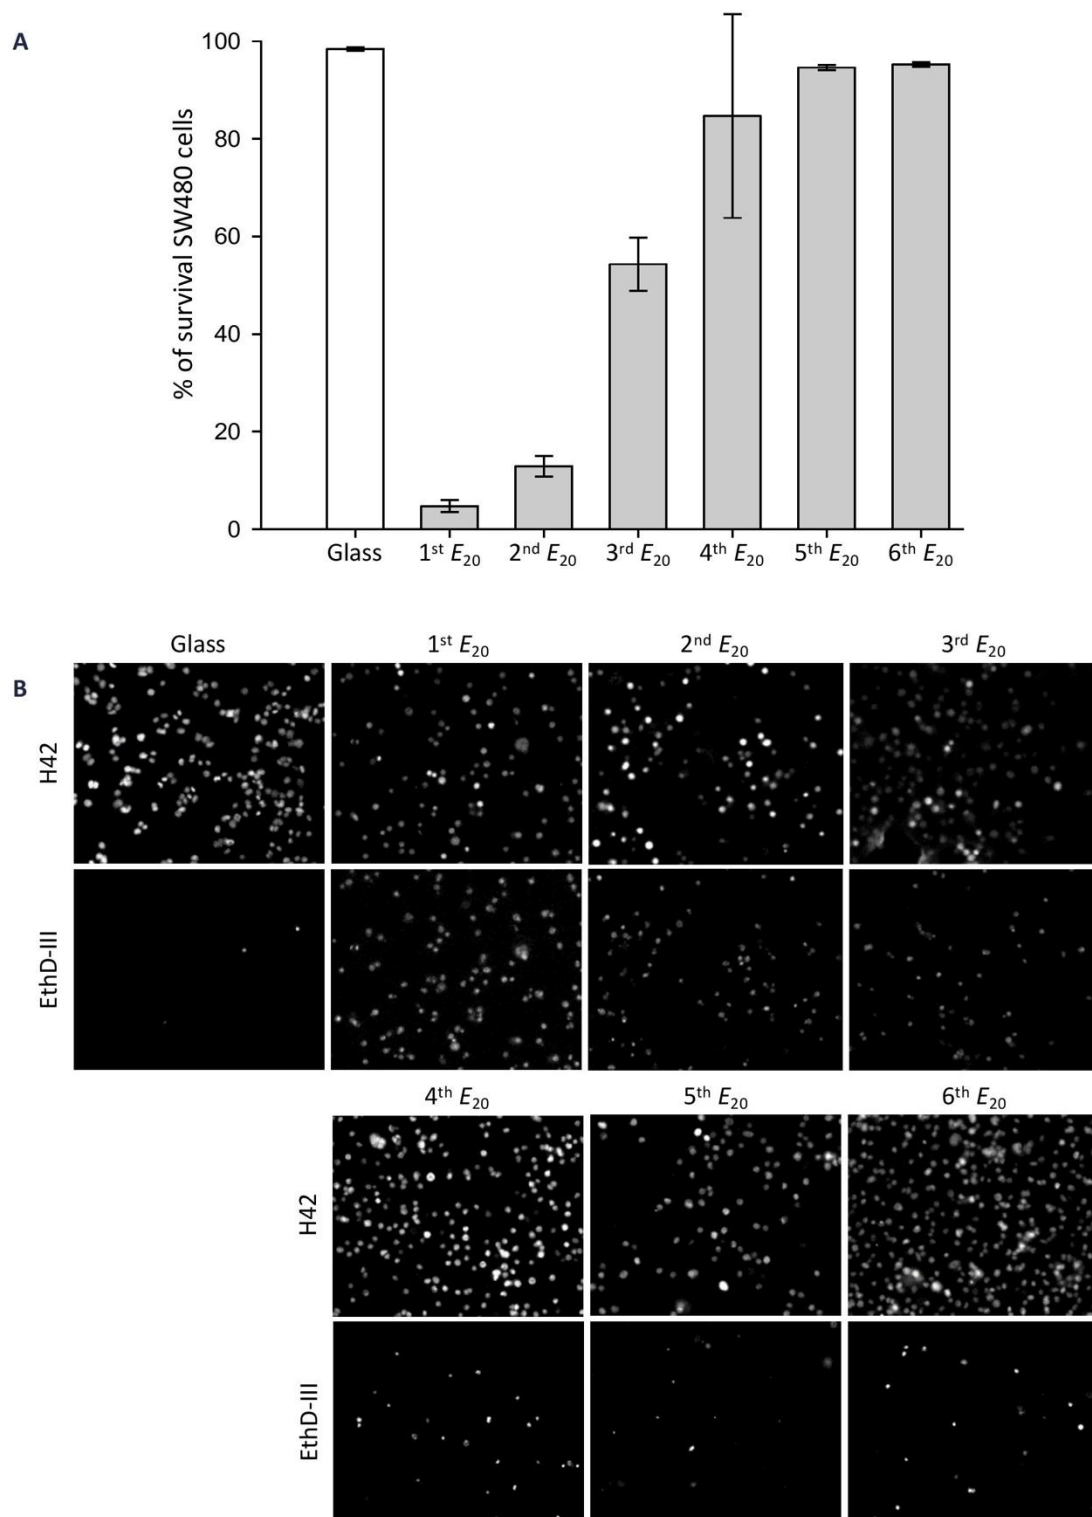 A
% of survival SW480 cells
100
80
60
40
20
0
Glass
1st E20
2nd E20
3rd E20
4th E20
5th E20
6th E20
B
Glass
1st E20
2nd E20
3rd E20
H42
EthD-III
4th E20
5th E20
6th E20
H42
EthD-III